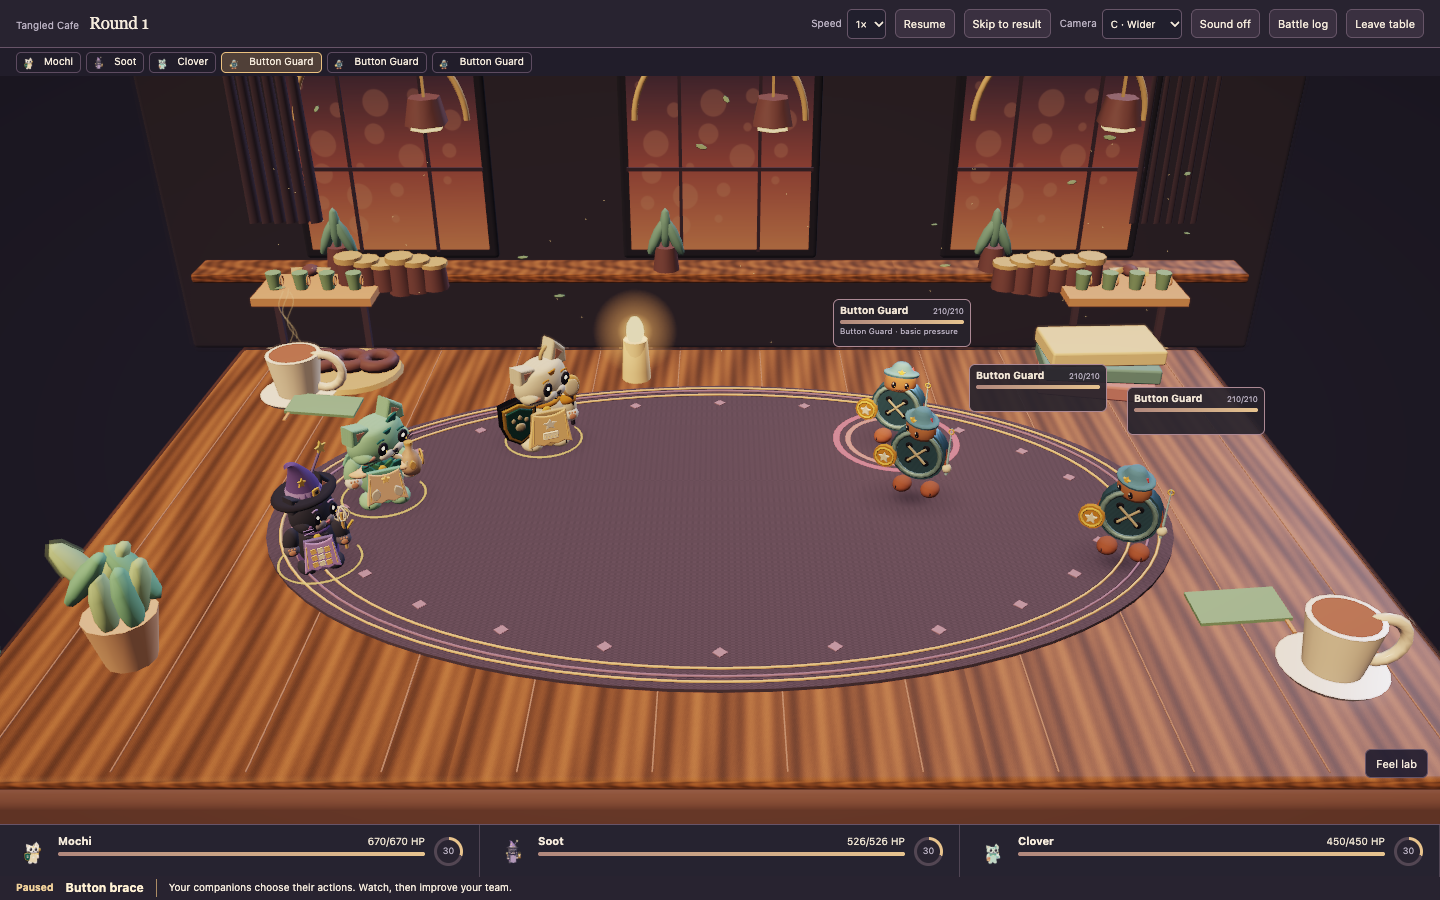 Tangled Cafe Round 1
Speed 1× Resume Skip to result Camera C · Wider Sound off Battle log Leave table
Mochi Soot Clover Button Guard Button Guard Button Guard
Button Guard 210/210
Button Guard · basic pressure
Button Guard 210/210
Button Guard 210/210
Feel lab
Mochi 670/670 HP 30
Soot 526/526 HP 30
Clover 450/450 HP 30
Paused Button brace Your companions choose their actions. Watch, then improve your team.